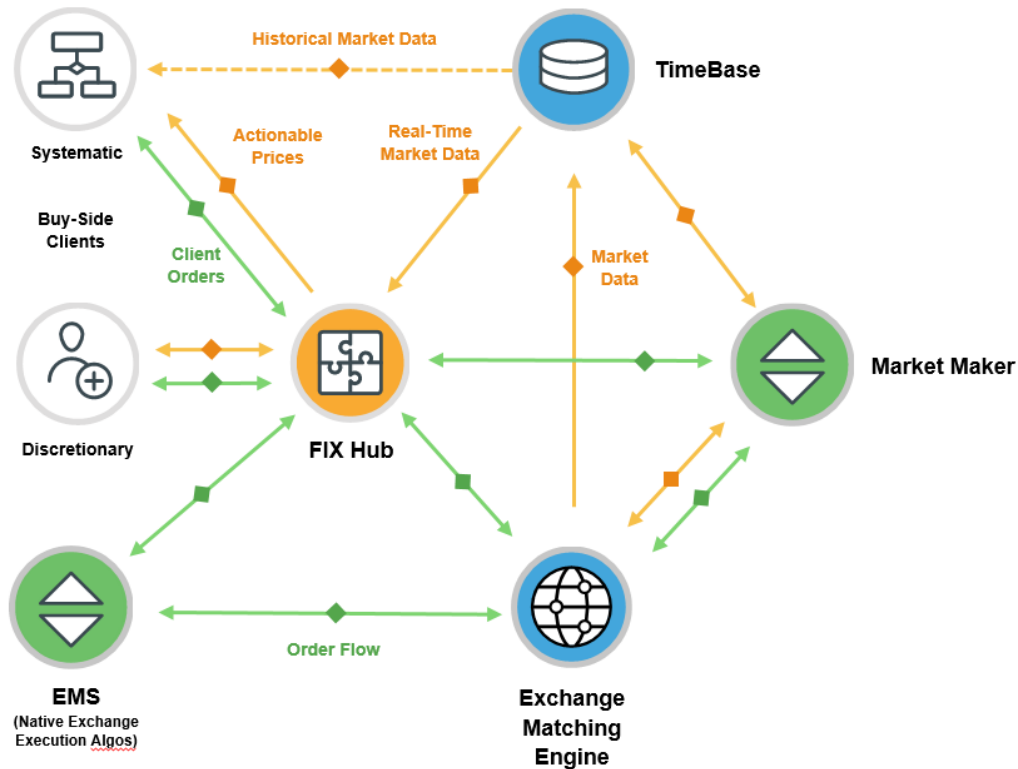 Historical Market Data
TimeBase
Actionable
Prices
Real-Time
Market Data
Systematic
Buy-Side
Clients
Client
Orders
Market
Data
Market Maker
Discretionary
FIX Hub
Order Flow
EMS
(Native Exchange
Execution Algos)
Exchange
Matching
Engine